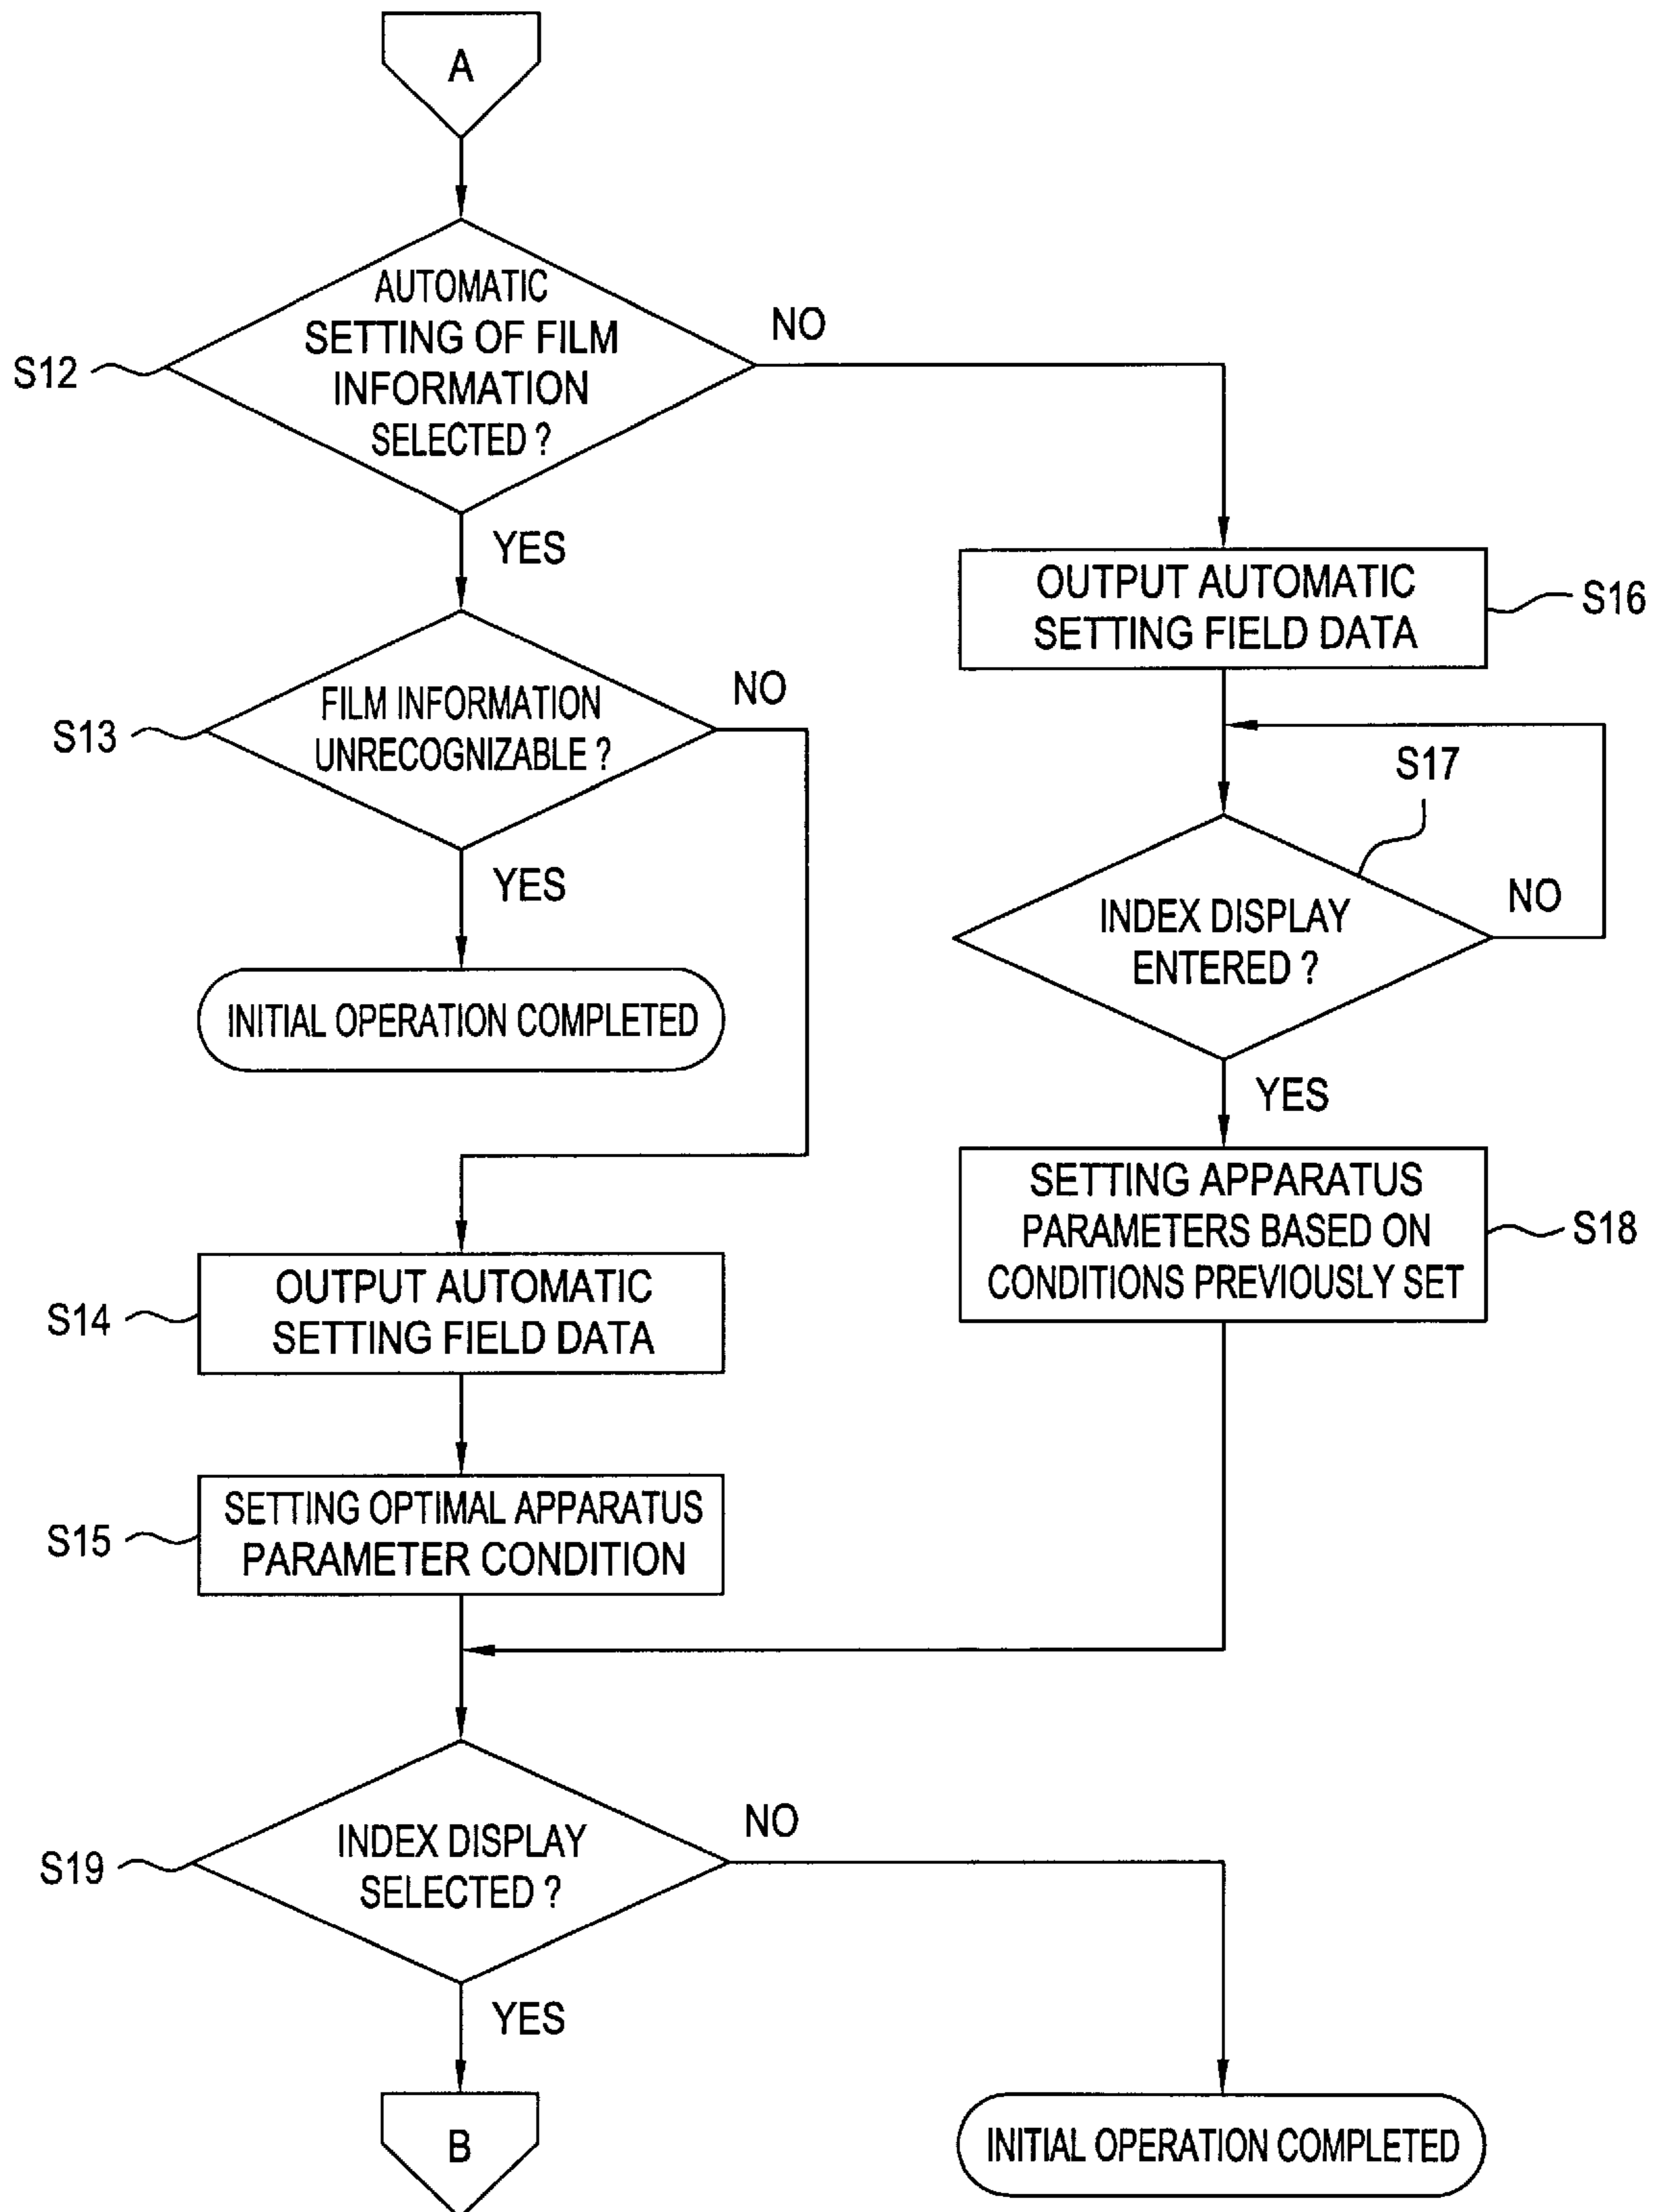 A
S12
AUTOMATIC
SETTING OF FILM
INFORMATION
SELECTED ?
NO
YES
S13
FILM INFORMATION
UNRECOGNIZABLE ?
NO
YES
INITIAL OPERATION COMPLETED
S14
OUTPUT AUTOMATIC
SETTING FIELD DATA
S15
SETTING OPTIMAL APPARATUS
PARAMETER CONDITION
OUTPUT AUTOMATIC
SETTING FIELD DATA
S16
S17
INDEX DISPLAY
ENTERED ?
NO
YES
SETTING APPARATUS
PARAMETERS BASED ON
CONDITIONS PREVIOUSLY SET
S18
S19
INDEX DISPLAY
SELECTED ?
NO
YES
B
INITIAL OPERATION COMPLETED